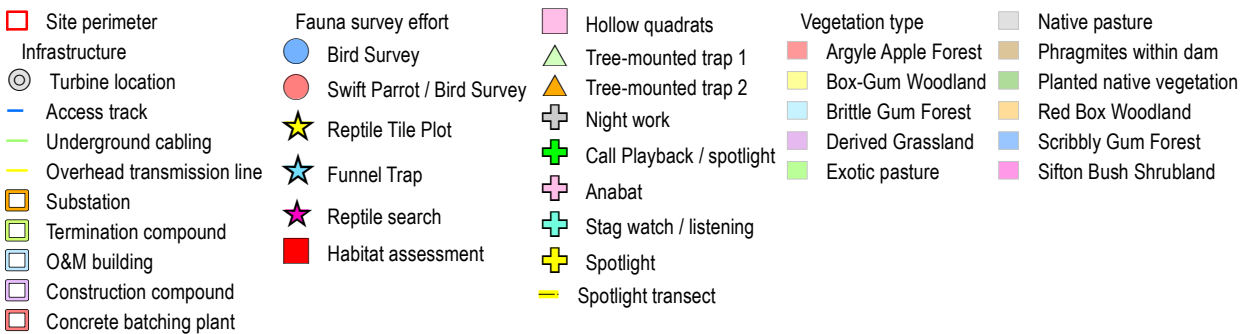 Site perimeter
Infrastructure
Turbine location
Access track
Underground cabling
Overhead transmission line
Substation
Termination compound
O&M building
Construction compound
Concrete batching plant
Fauna survey effort
Bird Survey
Swift Parrot / Bird Survey
Reptile Tile Plot
Funnel Trap
Reptile search
Habitat assessment
Hollow quadrats
Tree-mounted trap 1
Tree-mounted trap 2
Night work
Call Playback / spotlight
Anabat
Stag watch / listening
Spotlight
Spotlight transect
Vegetation type
Argyle Apple Forest
Box-Gum Woodland
Brittle Gum Forest
Derived Grassland
Exotic pasture
Native pasture
Phragmites within dam
Planted native vegetation
Red Box Woodland
Scribbly Gum Forest
Sifton Bush Shrubland